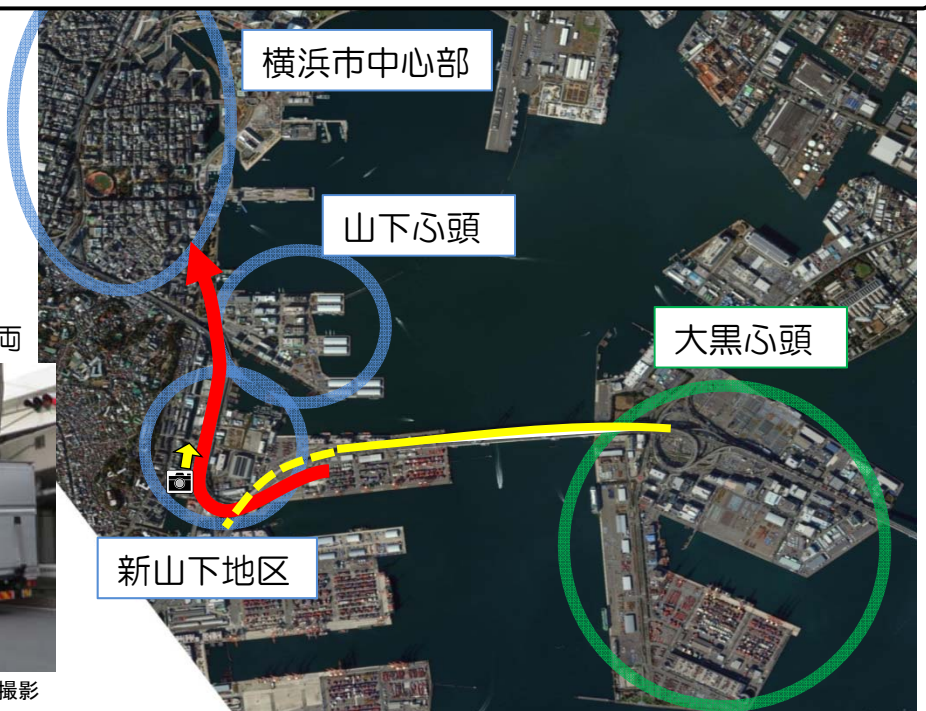 横浜市中心部
山下ふ頭
両
大黒ふ頭
新山下地区
撮影